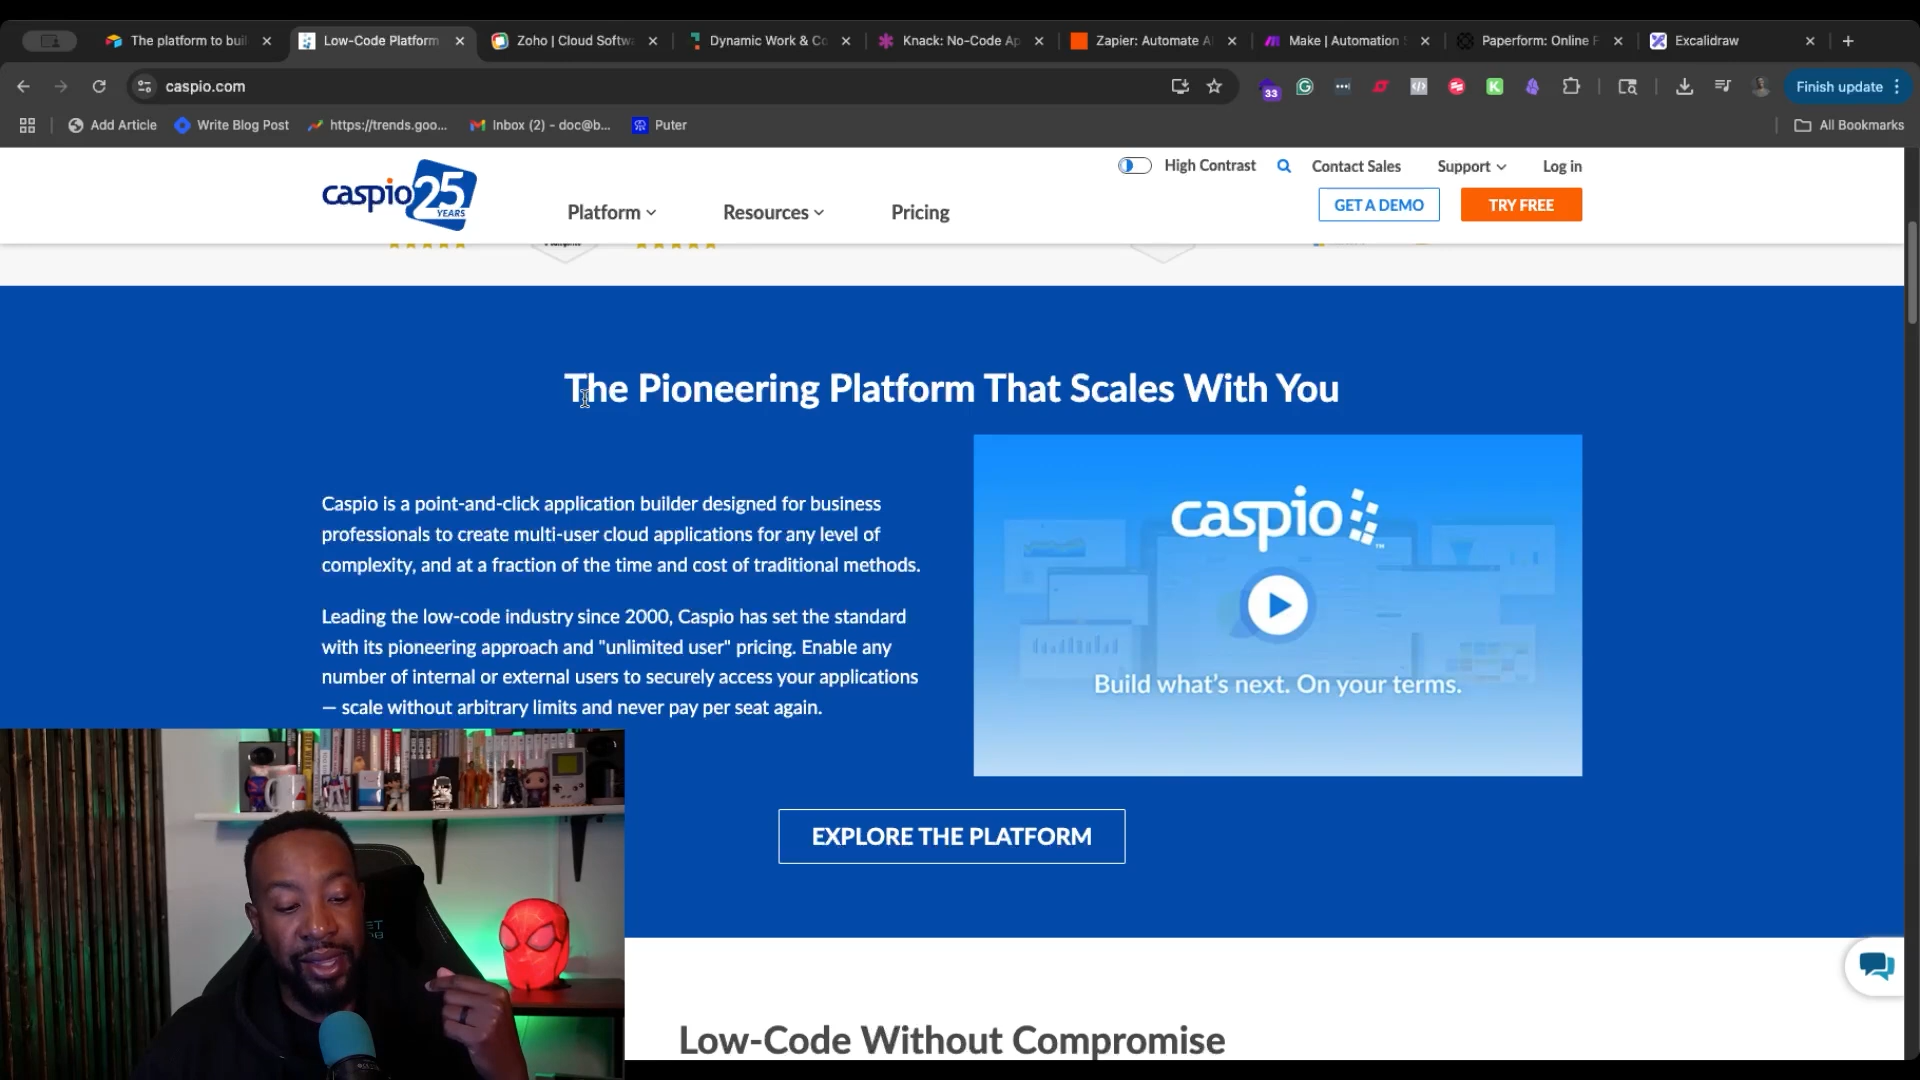 The platform to buil
Low-Code Platform
Zoho | Cloud Softw
Dynamic Work & Co
Knack: No-Code Ap
Zapier: Automate AI
Make | Automation
Paperform: Online F
Excalidraw
caspio.com
33
Finish update
Add Article
Write Blog Post
https://trends.goo...
Inbox (2) - doc@b...
Puter
All Bookmarks
caspio 25 YEARS
Platform
Resources
Pricing
High Contrast
Contact Sales
Support
Log in
GET A DEMO
TRY FREE
The Pioneering Platform That Scales With You
Caspio is a point-and-click application builder designed for business
professionals to create multi-user cloud applications for any level of
complexity, and at a fraction of the time and cost of traditional methods.
Leading the low-code industry since 2000, Caspio has set the standard
with its pioneering approach and "unlimited user" pricing. Enable any
number of internal or external users to securely access your applications
— scale without arbitrary limits and never pay per seat again.
caspio
Build what's next. On your terms.
EXPLORE THE PLATFORM
Low-Code Without Compromise